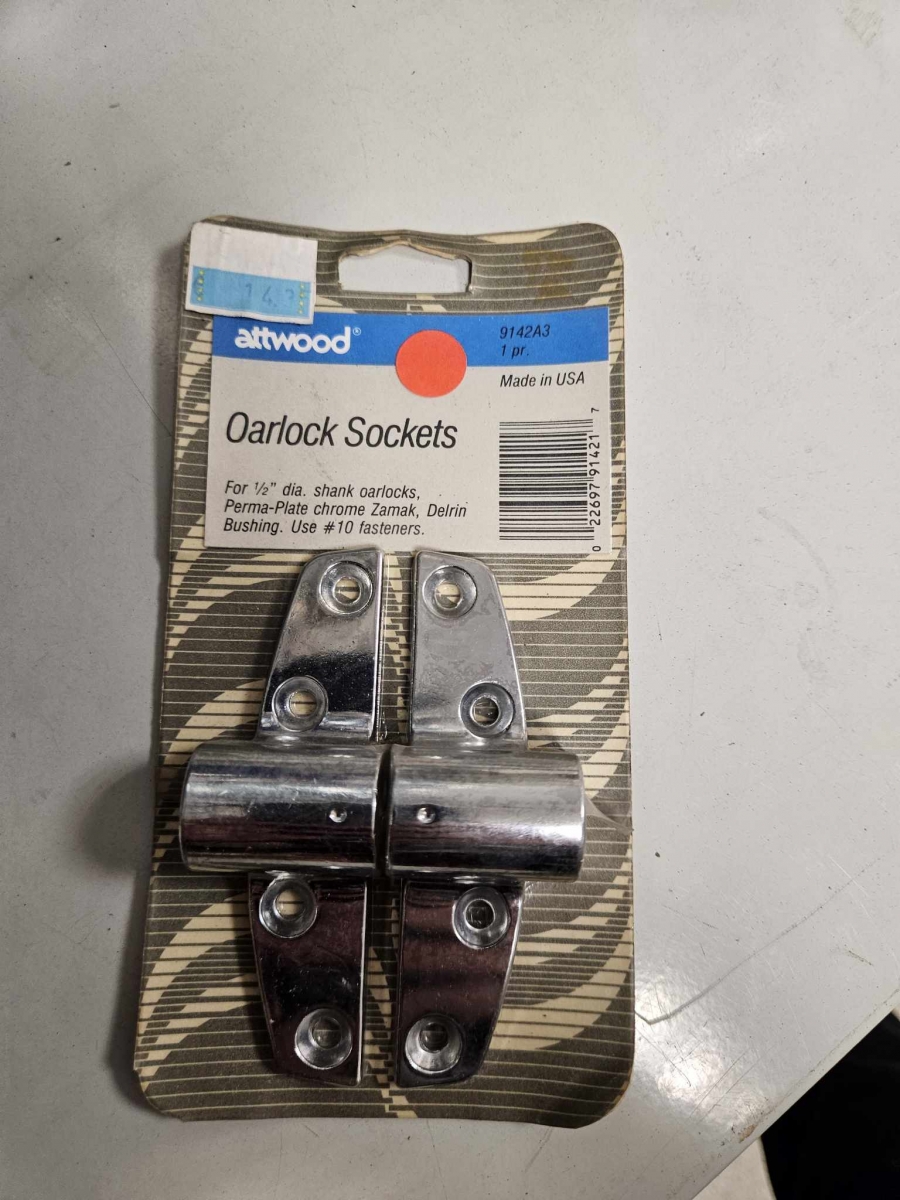 attwood®
9142A3
1 pr.
Made in USA
Oarlock Sockets
For ½" dia. shank oarlocks,
Perma-Plate chrome Zamak, Delrin
Bushing. Use #10 fasteners.
0 22697 91421 7